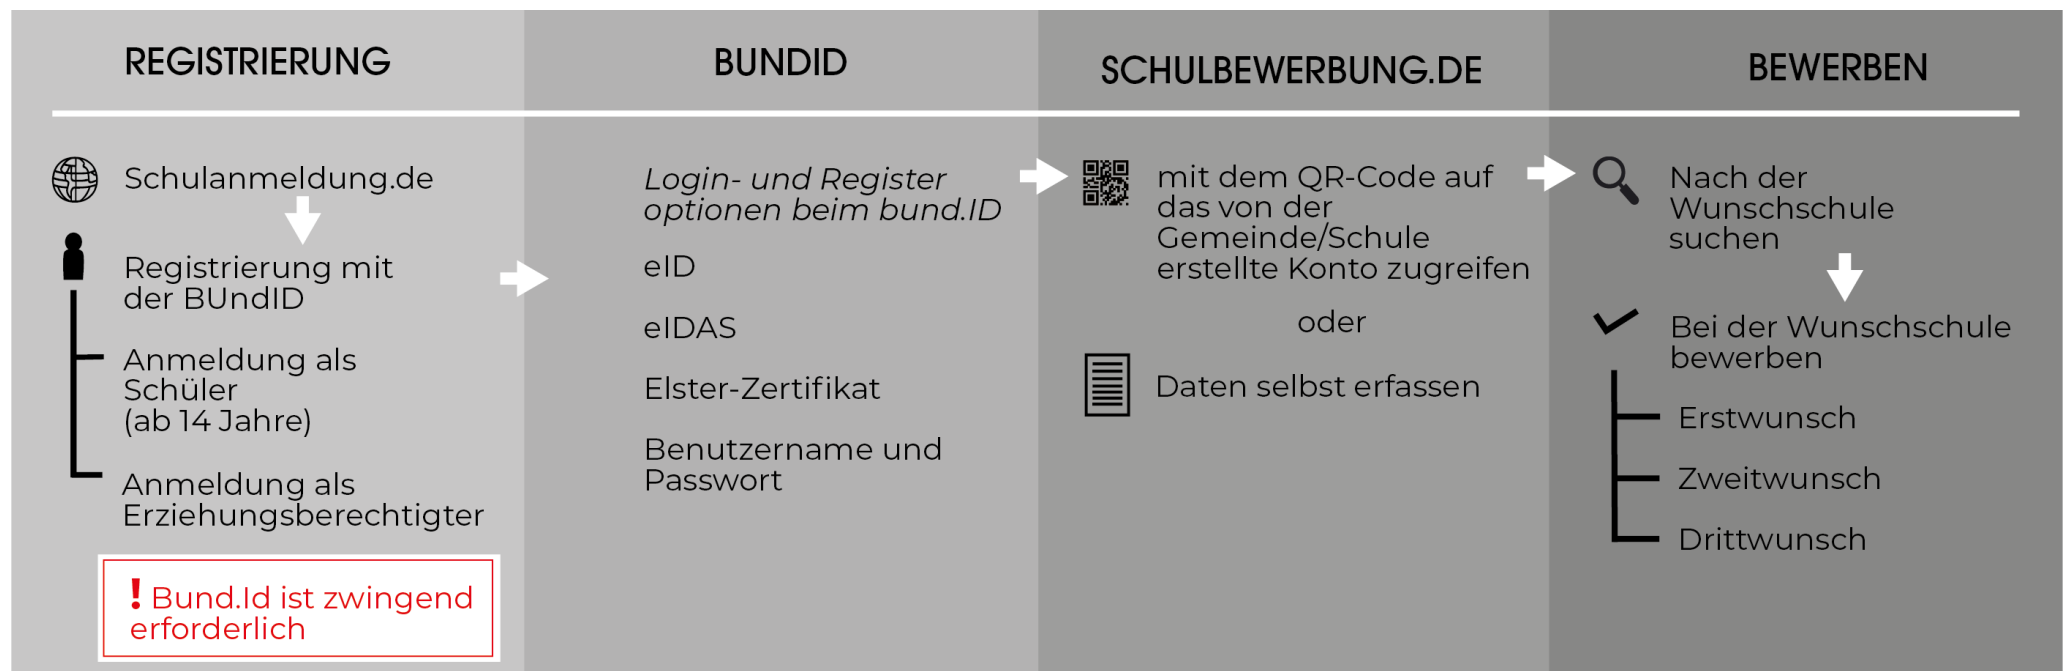 REGISTRIERUNG
Schulanmeldung.de
Registrierung mit
der BUndID
Anmeldung als
Schüler
(ab 14 Jahre)
Anmeldung als
Erziehungsberechtigter
! Bund.Id ist zwingend
erforderlich
BUNDID
Login- und Register
optionen beim bund.ID
eID
eIDAS
Elster-Zertifikat
Benutzername und
Passwort
SCHULBEWERBUNG.DE
mit dem QR-Code auf
das von der
Gemeinde/Schule
erstellte Konto zugreifen
oder
Daten selbst erfassen
BEWERBEN
Nach der
Wunschschule
suchen
Bei der Wunschschule
bewerben
Erstwunsch
Zweitwunsch
Drittwunsch